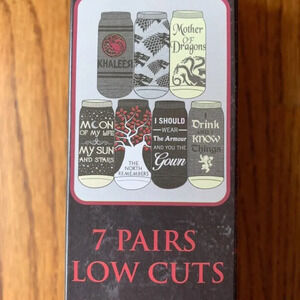 KHALEESI
Mother
of
Dragons
MOON
OF MY LIFE
MY SUN
AND STARS
THE
NORTH
REMEMBERS
I SHOULD
WEAR
The Armour
AND YOU THE
Gown
I
Drink
AND I
KNOW
Things
7 PAIRS
LOW CUTS